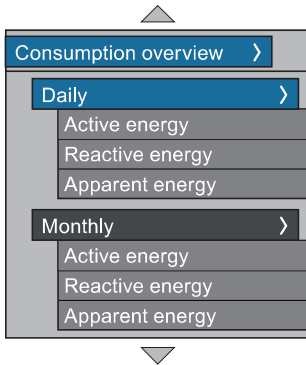 Consumption overview
Daily
Active energy
Reactive energy
Apparent energy
Monthly
Active energy
Reactive energy
Apparent energy